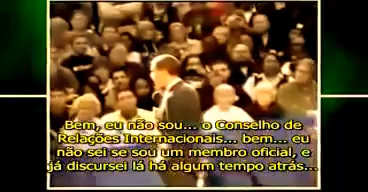 Bem, eu não sou... o Conselho de
Relações Internacionais... bem... eu
não sei se sou um membro oficial, e
já discursei lá há algum tempo atrás...